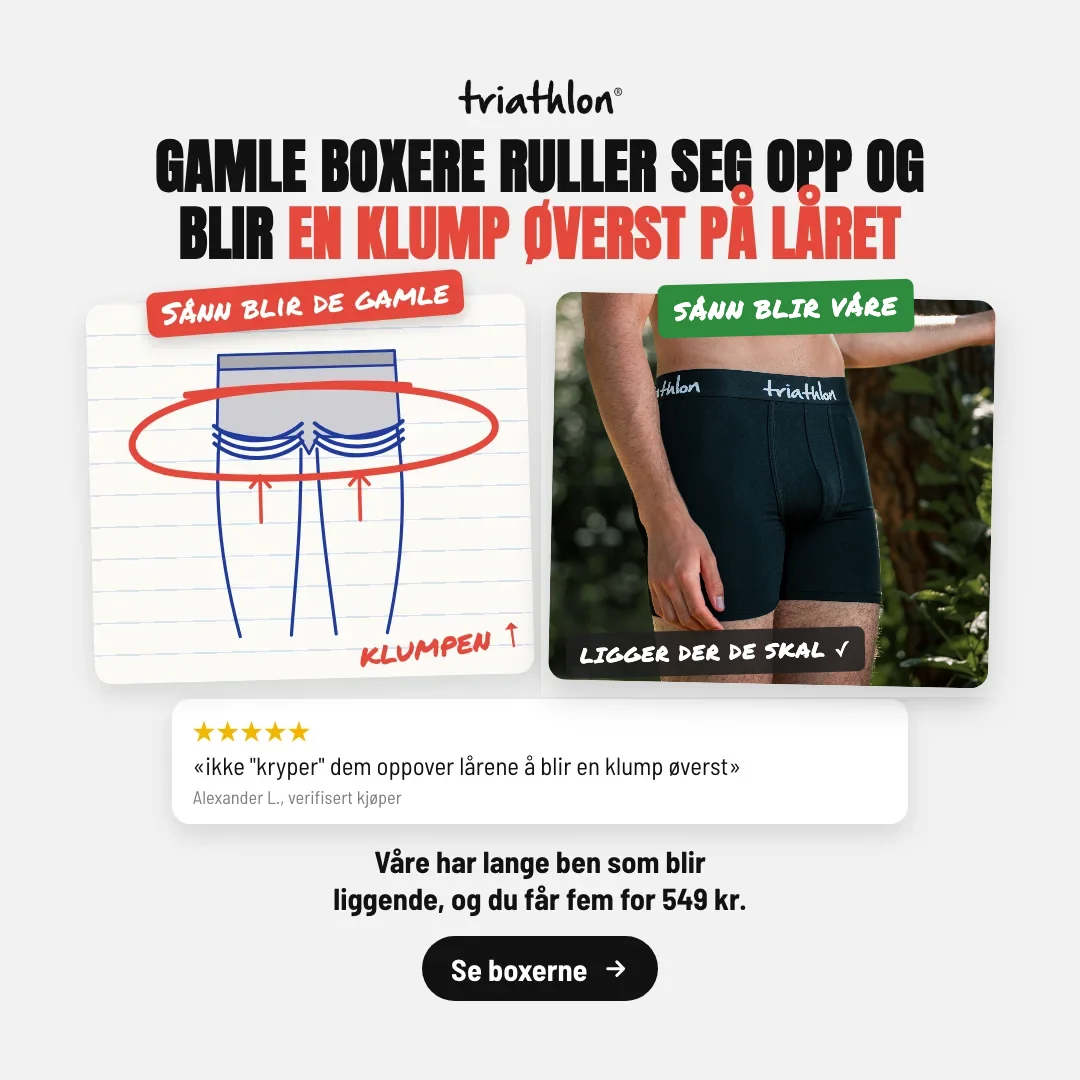 triathlon®
GAMLE BOXERE RULLER SEG OPP OG
BLIR EN KLUMP ØVERST PÅ LÅRET
SÅNN BLIR DE GAMLE
SÅNN BLIR VÅRE
thlon
triathlon
KLUMPEN ↑
LIGGER DER DE SKAL ✓
★★★★★
«ikke "kryper" dem oppover lårene å blir en klump øverst»
Alexander L., verifisert kjøper
Våre har lange ben som blir
liggende, og du får fem for 549 kr.
Se boxerne →